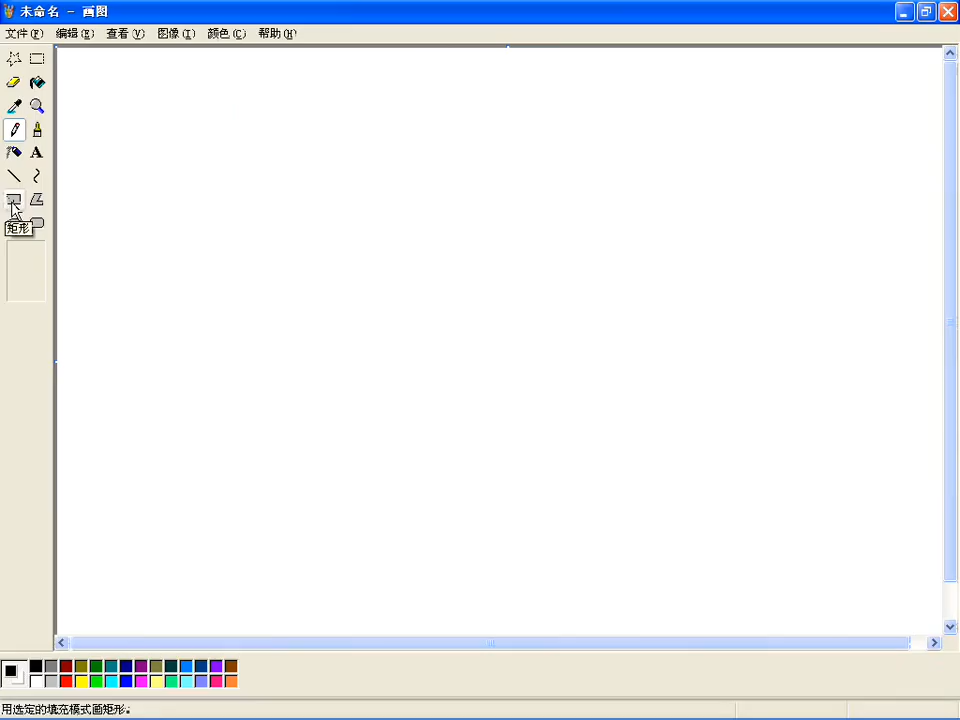 未命名 - 画图
文件(F) 编辑(E) 查看(V) 图像(I) 颜色(C) 帮助(H)
A
矩形
用选定的填充模式画矩形。